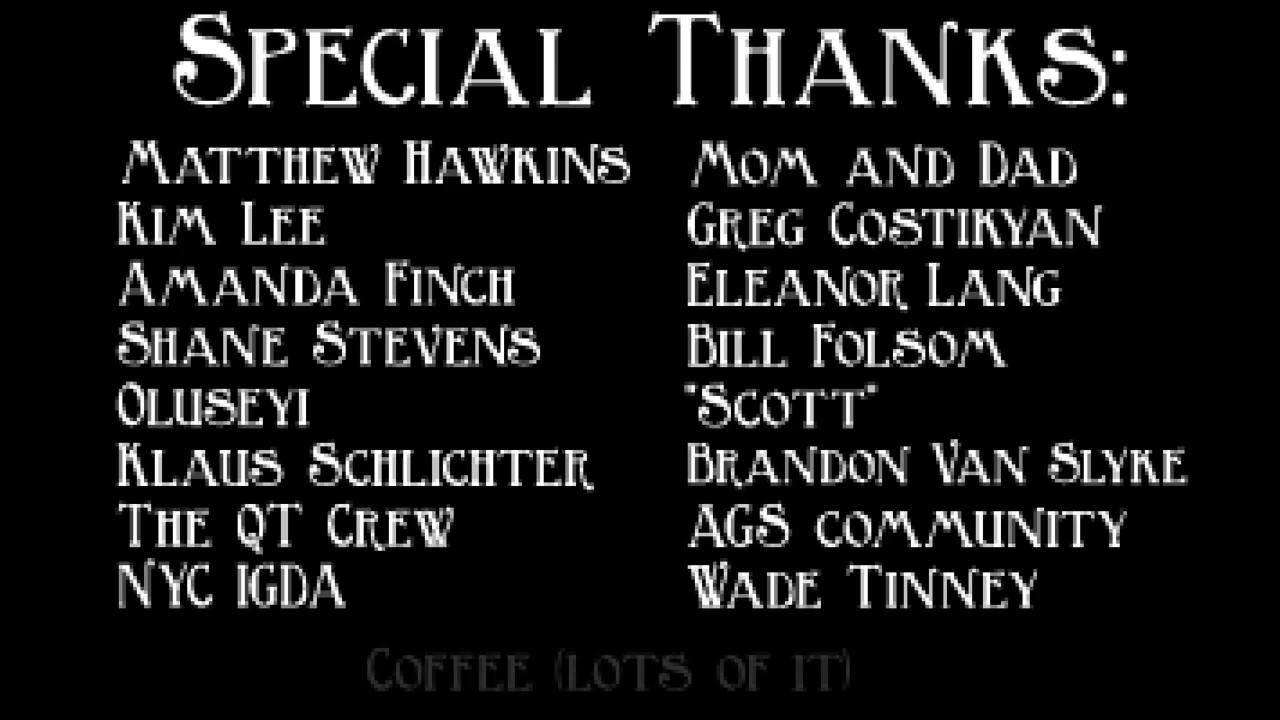 Special Thanks:
Matthew Hawkins
Kim Lee
Amanda Finch
Shane Stevens
Oluseyi
Klaus Schlichter
The QT Crew
NYC IGDA
Mom and Dad
Greg Costikyan
Eleanor Lang
Bill Folsom
"Scott"
Brandon Van Slyke
AGS community
Wade Tinney
Coffee (lots of it)